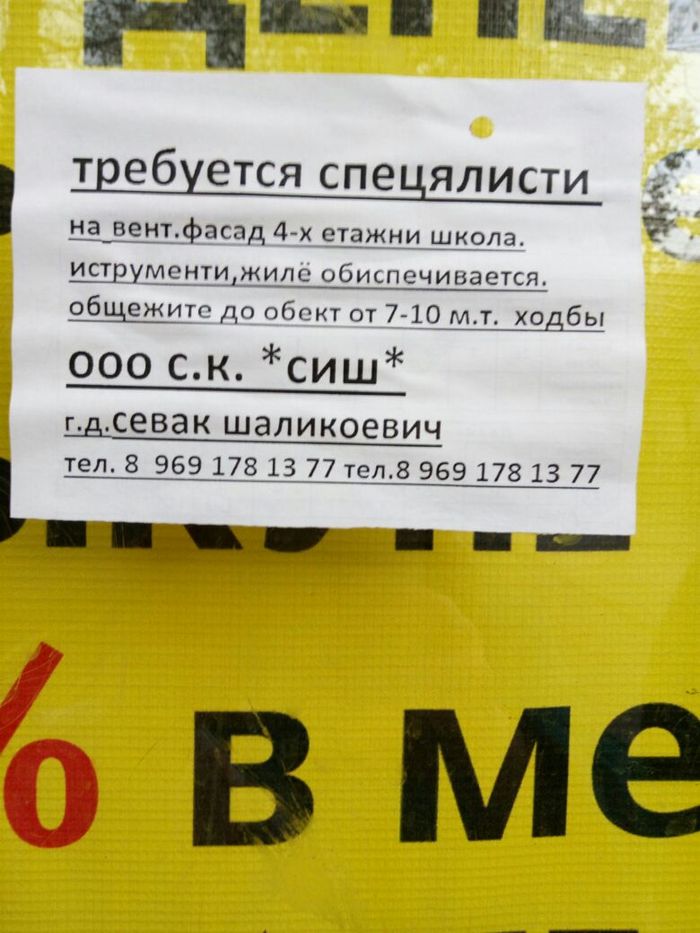 требуется спецялисти
на вент.фасад 4-х етажни школа.
иструменти,жилё обиспечивается.
общежите до обект от 7-10 м.т. ходбы
ооо с.к. *сиш*
г.д.севак шаликоевич
тел. 8 969 178 13 77 тел.8 969 178 13 77
% в ме